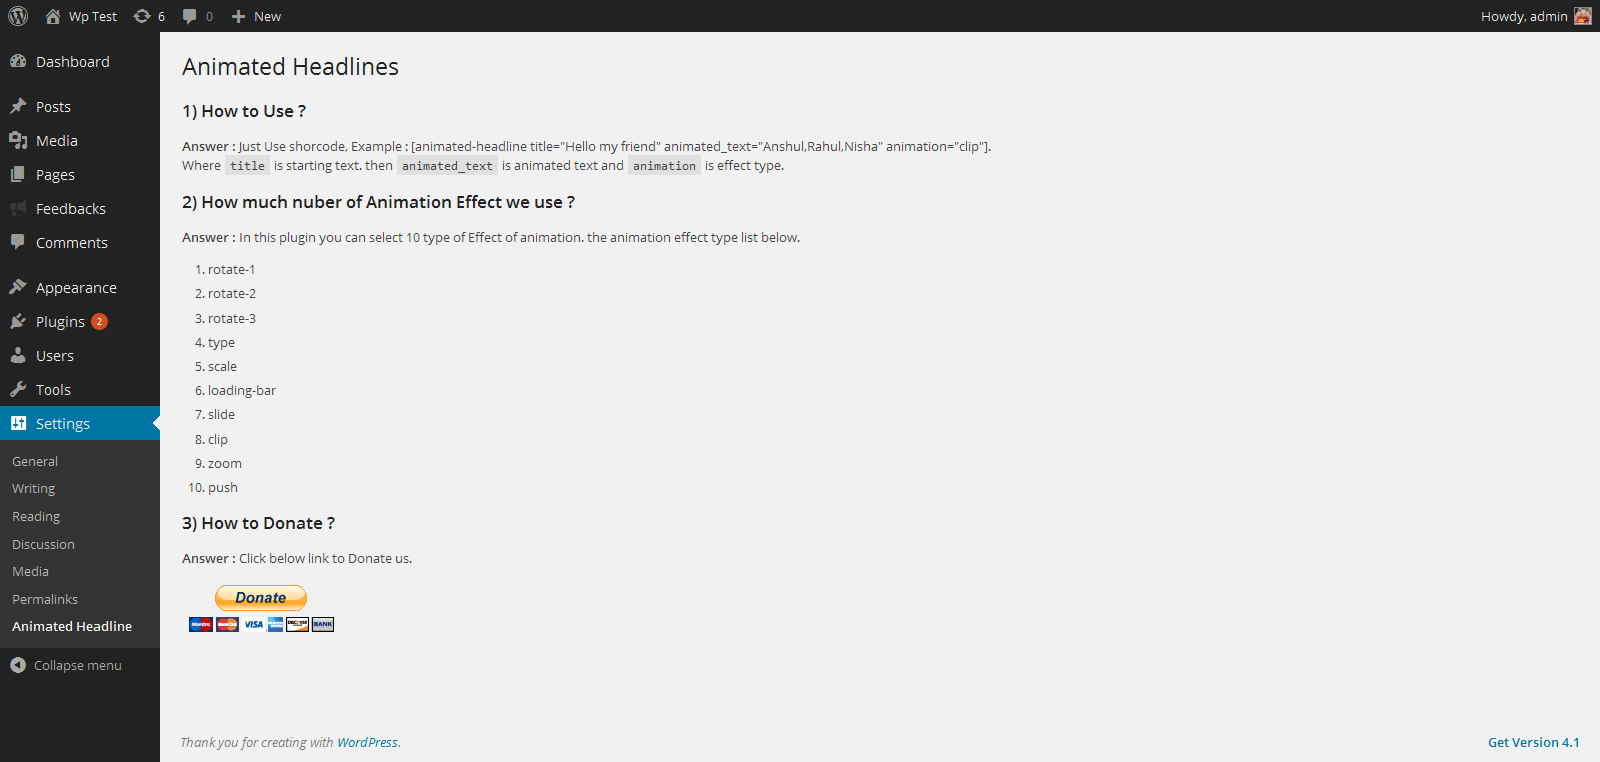 Wp Test 6 0 New Howdy, admin
Dashboard
Posts
Media
Pages
Feedbacks
Comments
Appearance
Plugins 2
Users
Tools
Settings
General
Writing
Reading
Discussion
Media
Permalinks
Animated Headline
Collapse menu
Animated Headlines
1) How to Use ?
Answer : Just Use shorcode, Example : [animated-headline title="Hello my friend" animated_text="Anshul,Rahul,Nisha" animation="clip"].
Where title is starting text. then animated_text is animated text and animation is effect type.
2) How much nuber of Animation Effect we use ?
Answer : In this plugin you can select 10 type of Effect of animation. the animation effect type list below.
1. rotate-1
2. rotate-2
3. rotate-3
4. type
5. scale
6. loading-bar
7. slide
8. clip
9. zoom
10. push
3) How to Donate ?
Answer : Click below link to Donate us.
Donate
Maestro MasterCard VISA DISCOVER BANK
Thank you for creating with WordPress.
Get Version 4.1